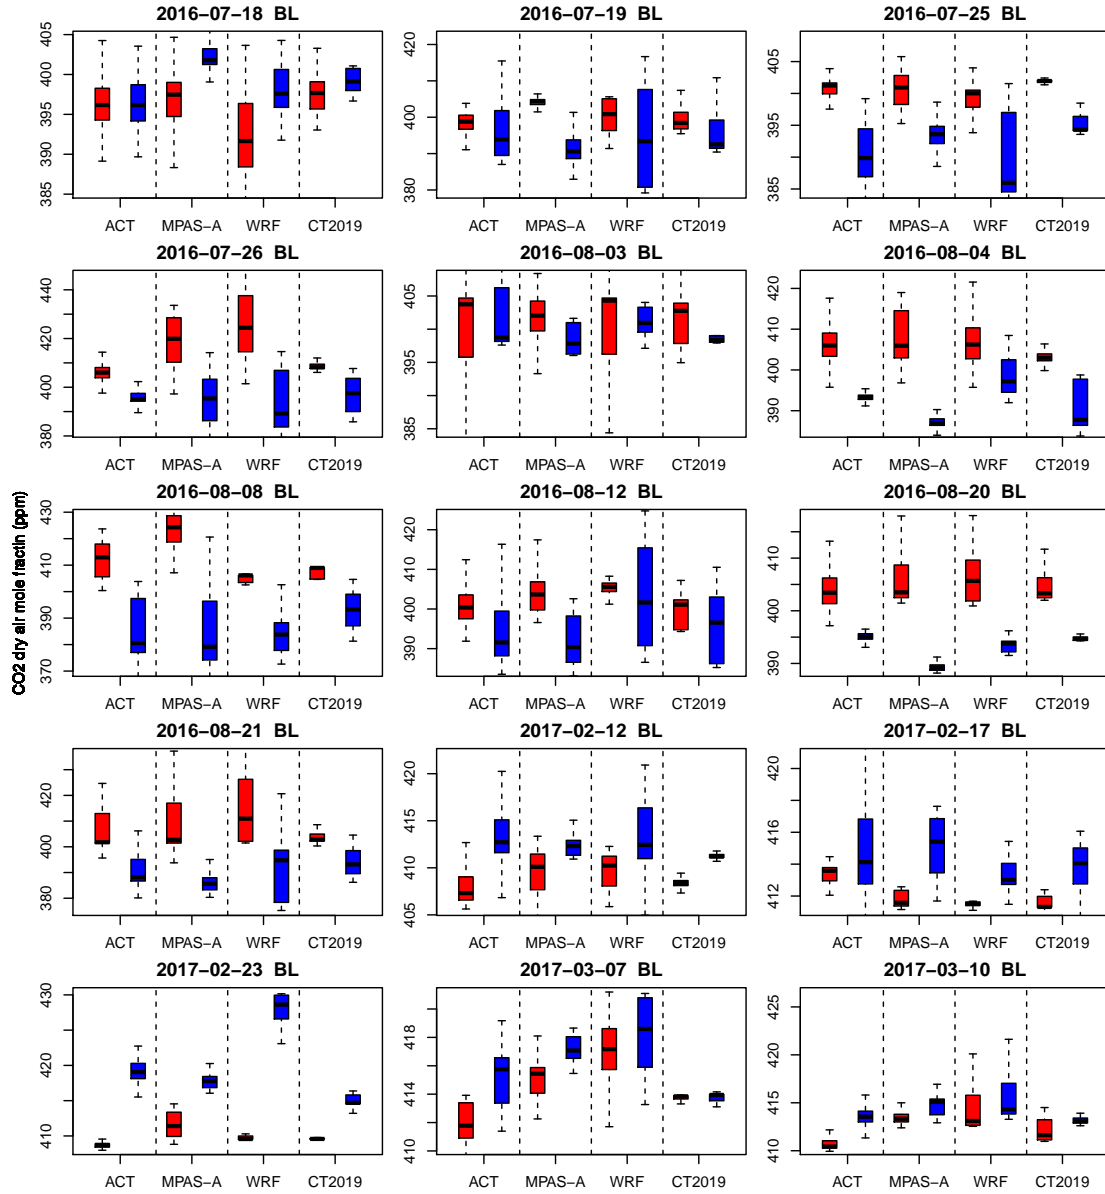 2016-07-18 BL
405
400
395
390
385
ACT MPAS-A WRF CT2019
2016-07-19 BL
420
400
380
ACT MPAS-A WRF CT2019
2016-07-25 BL
405
395
385
ACT MPAS-A WRF CT2019
2016-07-26 BL
440
420
400
380
ACT MPAS-A WRF CT2019
2016-08-03 BL
405
395
385
ACT MPAS-A WRF CT2019
2016-08-04 BL
420
410
400
390
ACT MPAS-A WRF CT2019
CO2 dry air mole fractin (ppm)
2016-08-08 BL
430
410
390
370
ACT MPAS-A WRF CT2019
2016-08-12 BL
420
410
400
390
ACT MPAS-A WRF CT2019
2016-08-20 BL
410
400
390
ACT MPAS-A WRF CT2019
2016-08-21 BL
420
400
380
ACT MPAS-A WRF CT2019
2017-02-12 BL
420
415
410
405
ACT MPAS-A WRF CT2019
2017-02-17 BL
420
416
412
ACT MPAS-A WRF CT2019
2017-02-23 BL
430
420
410
ACT MPAS-A WRF CT2019
2017-03-07 BL
418
414
410
ACT MPAS-A WRF CT2019
2017-03-10 BL
425
420
415
410
ACT MPAS-A WRF CT2019